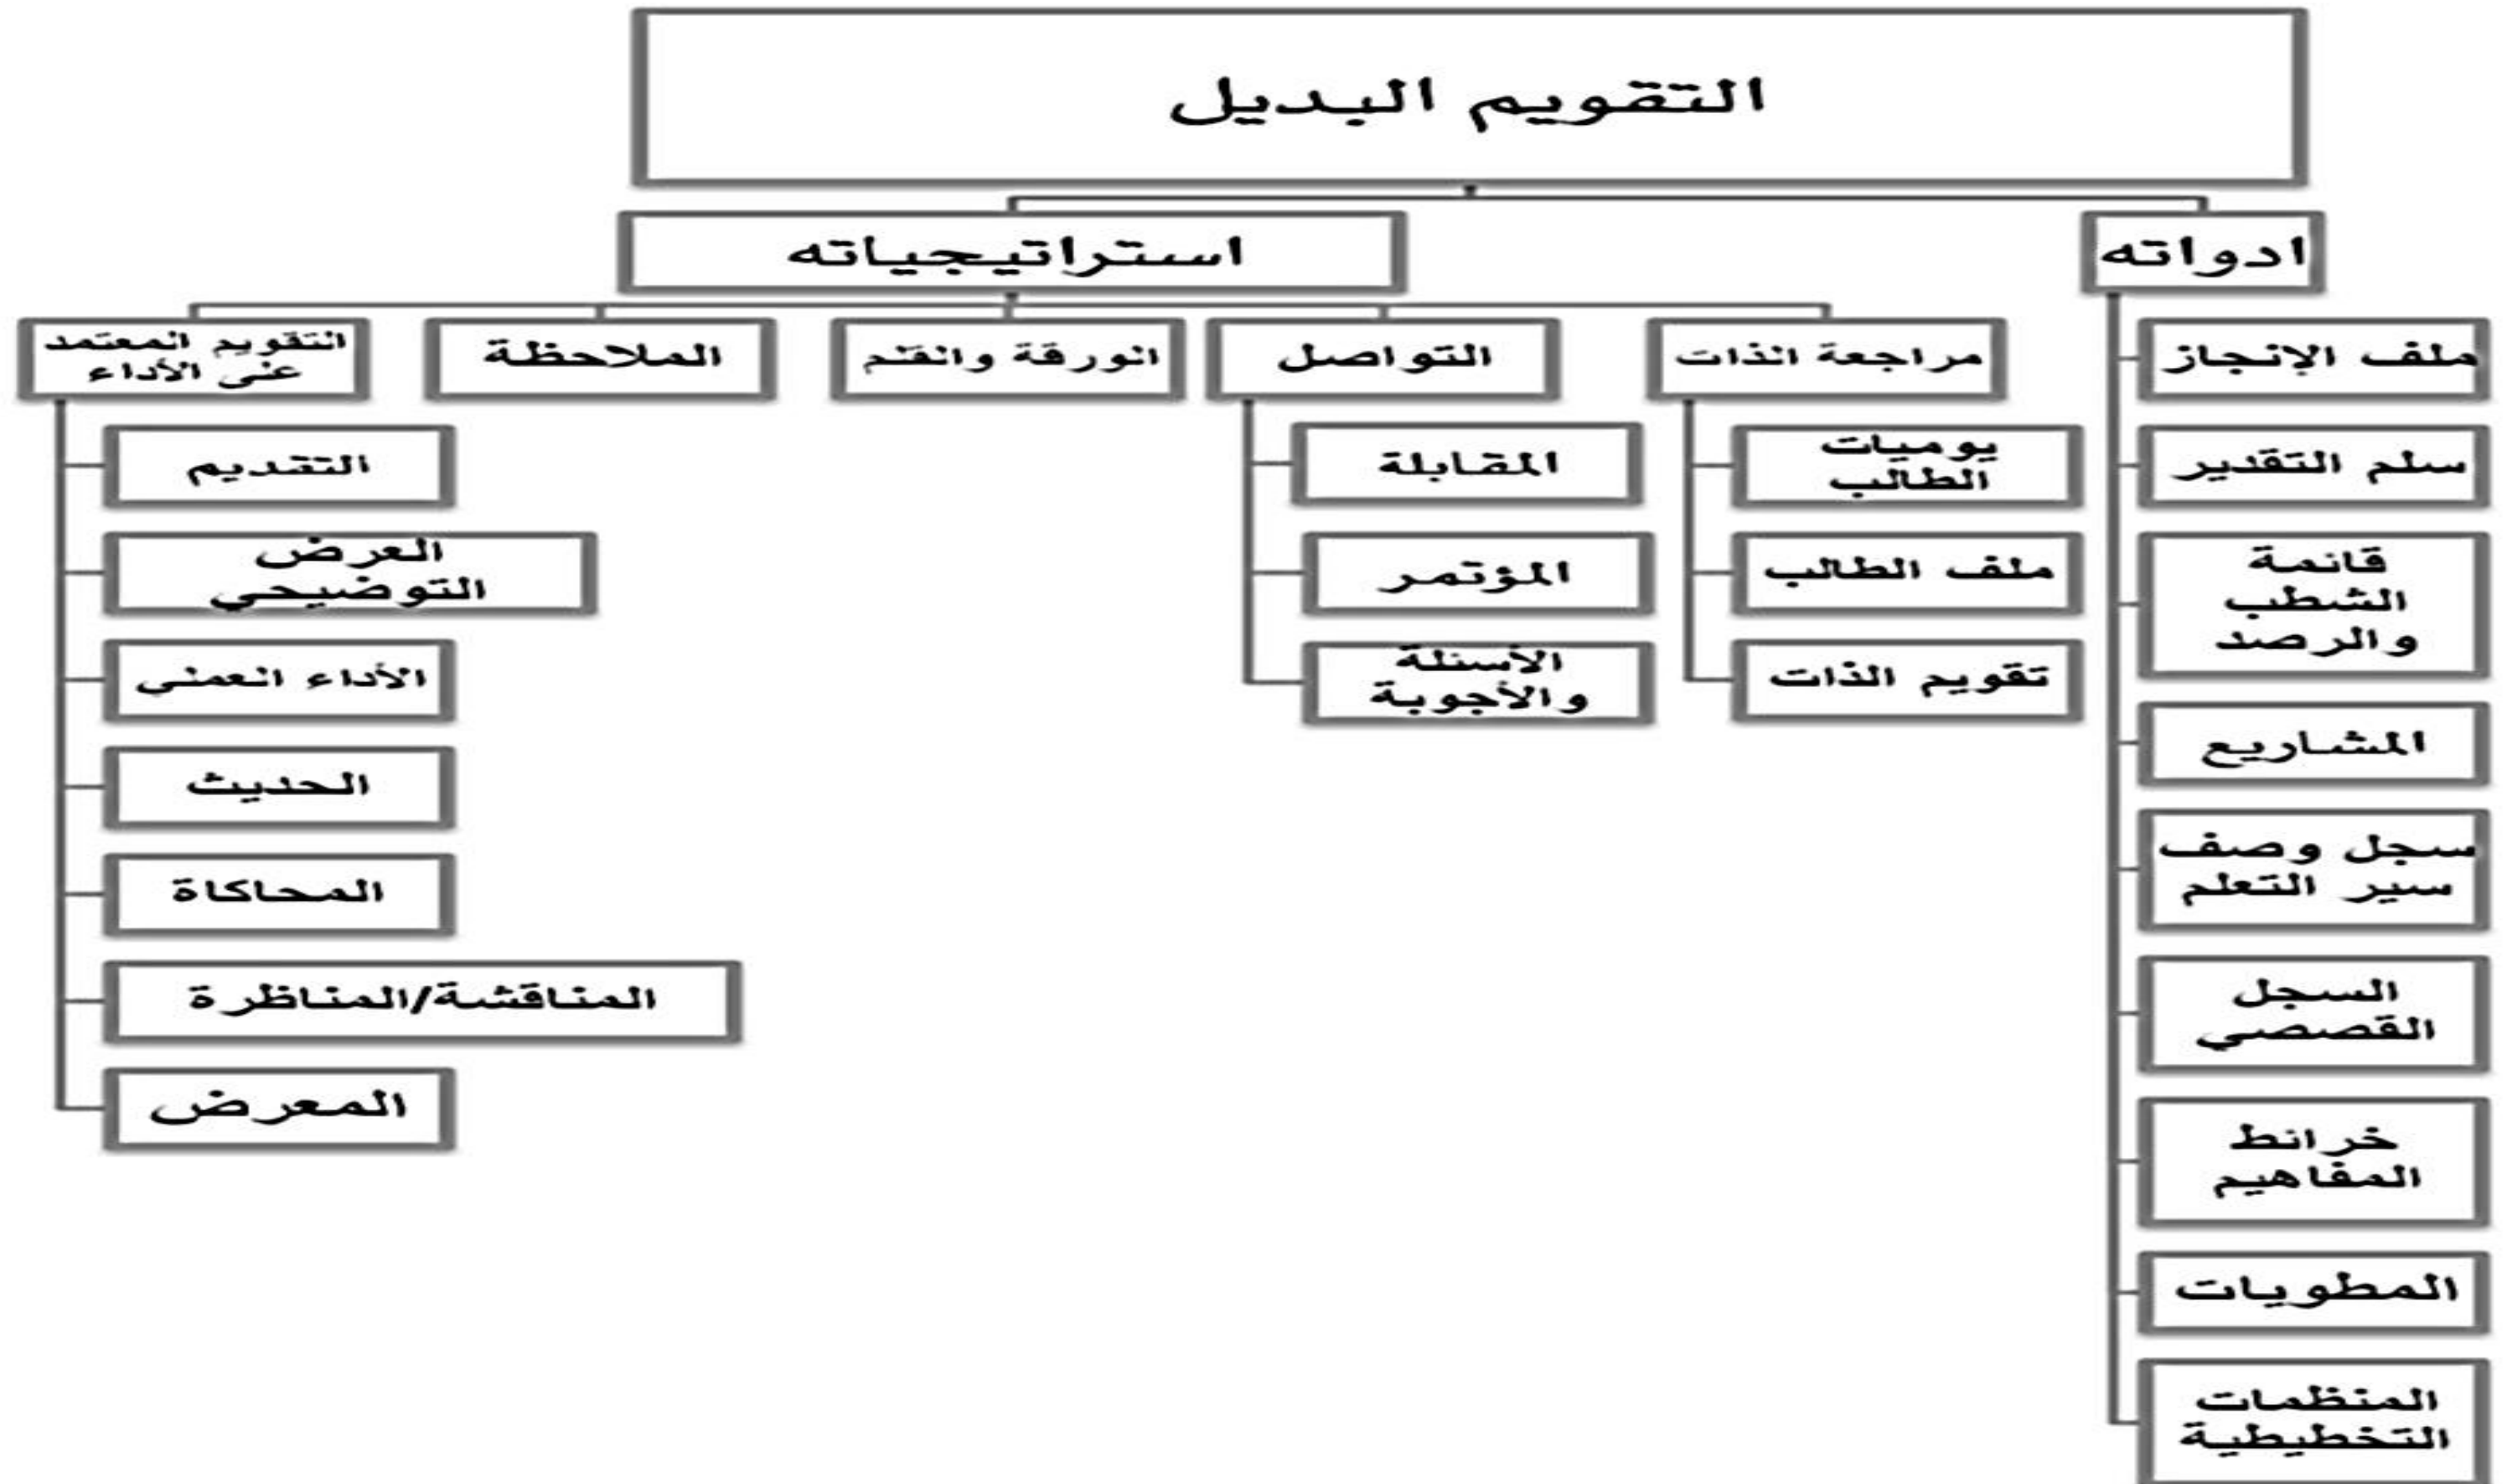 التقويم البديل
ادواته
استراتيجياته
ملف الإنجاز
سلم التقدير
قائمة
الشطب
والرصد
المشاريع
سجل وصف
سير التعلم
السجل
القصصي
خرائط
المفاهيم
المطويات
المنظمات
التخطيطية
مراجعة الذات
يوميات
الطالب
ملف الطالب
تقويم الذات
التواصل
المقابلة
المؤتمر
الأسئلة
والأجوبة
الورقة والقلم
الملاحظة
التقويم المعتمد
على الأداء
التقديم
العرض
التوضيحي
الأداء العملي
الحديث
المحاكاة
المناقشة/المناظرة
المعرض